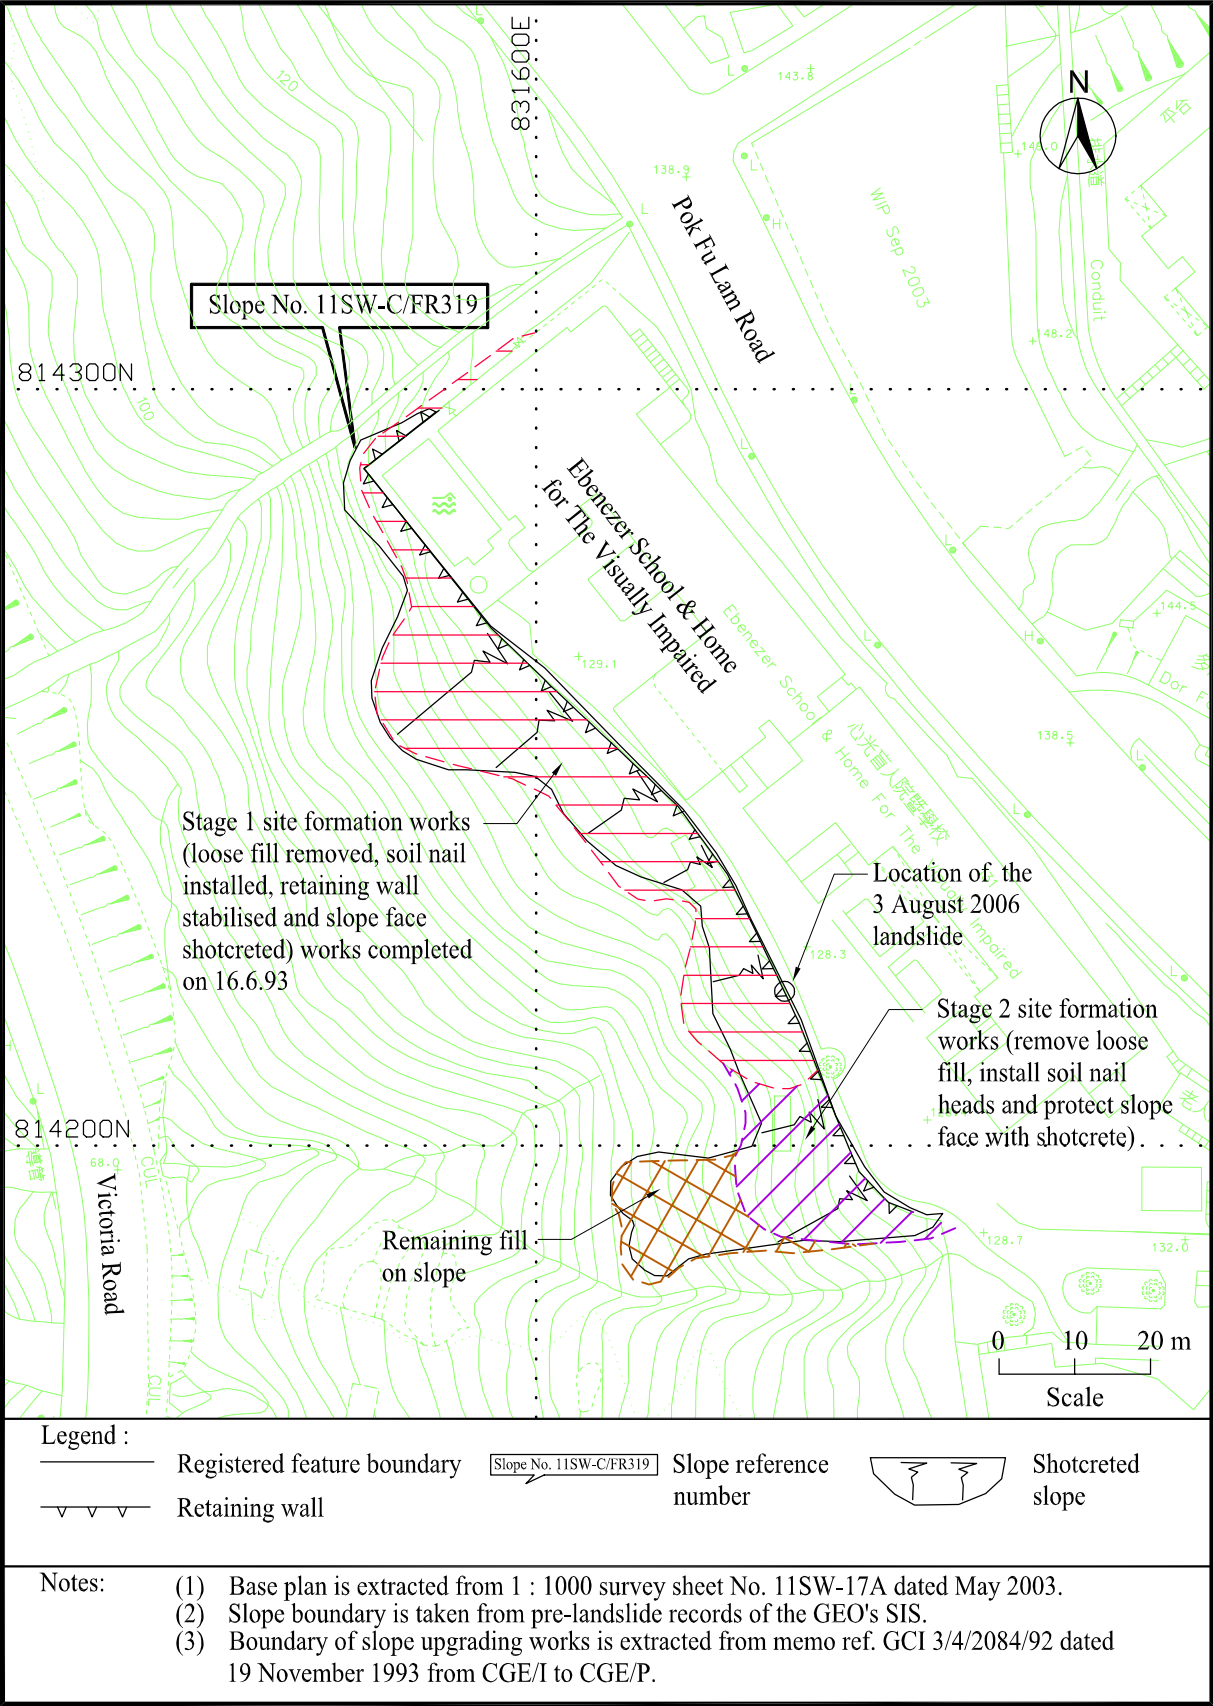 831600E
N
120
143.8
L
138.9
L
L
H
149.0
平台
WIP Sep 2003
Pok Fu Lam Road
Conduit
148.2
Slope No. 11SW-C/FR319
814300N
100
Ebenezer School & Home
for The Visually Impaired
Ebenezer School
& Home For The Visually Impaired
心光盲人院暨學校
129.1
144.5
H
138.5
Stage 1 site formation works
(loose fill removed, soil nail
installed, retaining wall
stabilised and slope face
shotcreted) works completed
on 16.6.93
Location of the
3 August 2006
landslide
128.3
Stage 2 site formation
works (remove loose
fill, install soil nail
heads and protect slope
face with shotcrete)
814200N
導管
68.0
CUL
Victoria Road
CUL
Remaining fill
on slope
128.7
132.0
0 10 20 m
Scale
Legend :
Registered feature boundary
Slope No. 11SW-C/FR319
Slope reference
number
Shotcreted
slope
Retaining wall
Notes:
(1) Base plan is extracted from 1 : 1000 survey sheet No. 11SW-17A dated May 2003.
(2) Slope boundary is taken from pre-landslide records of the GEO's SIS.
(3) Boundary of slope upgrading works is extracted from memo ref. GCI 3/4/2084/92 dated
19 November 1993 from CGE/I to CGE/P.